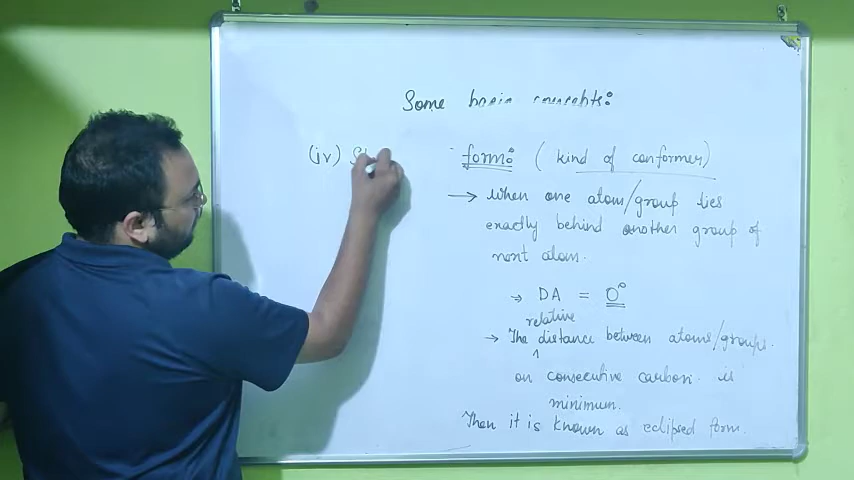 Some basic concepts:
(iv) St
form: ( kind of conformer)
→ When one atom/group lies
exactly behind another group of
next atom.
→ DA = 0°
relative
→ The ^ distance between atoms/groups.
on consecutive carbon. is
minimum.
Then it is known as eclipsed form.